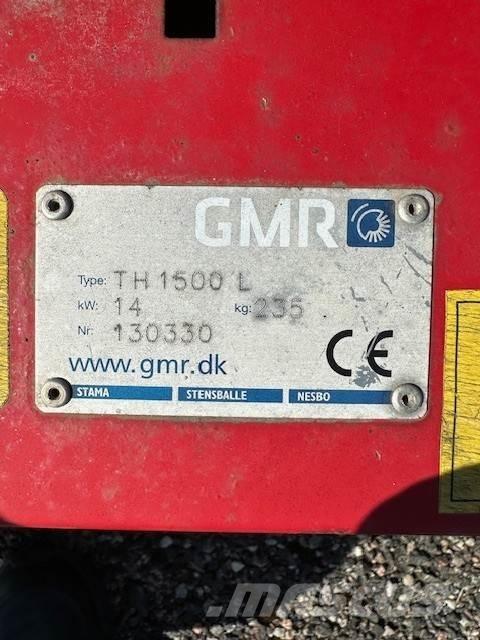 GMR
Type: TH 1500 L
kW: 14 kg: 235
Nr: 130330
www.gmr.dk
CE
STAMA STENSBALLE NESBO
Mascus